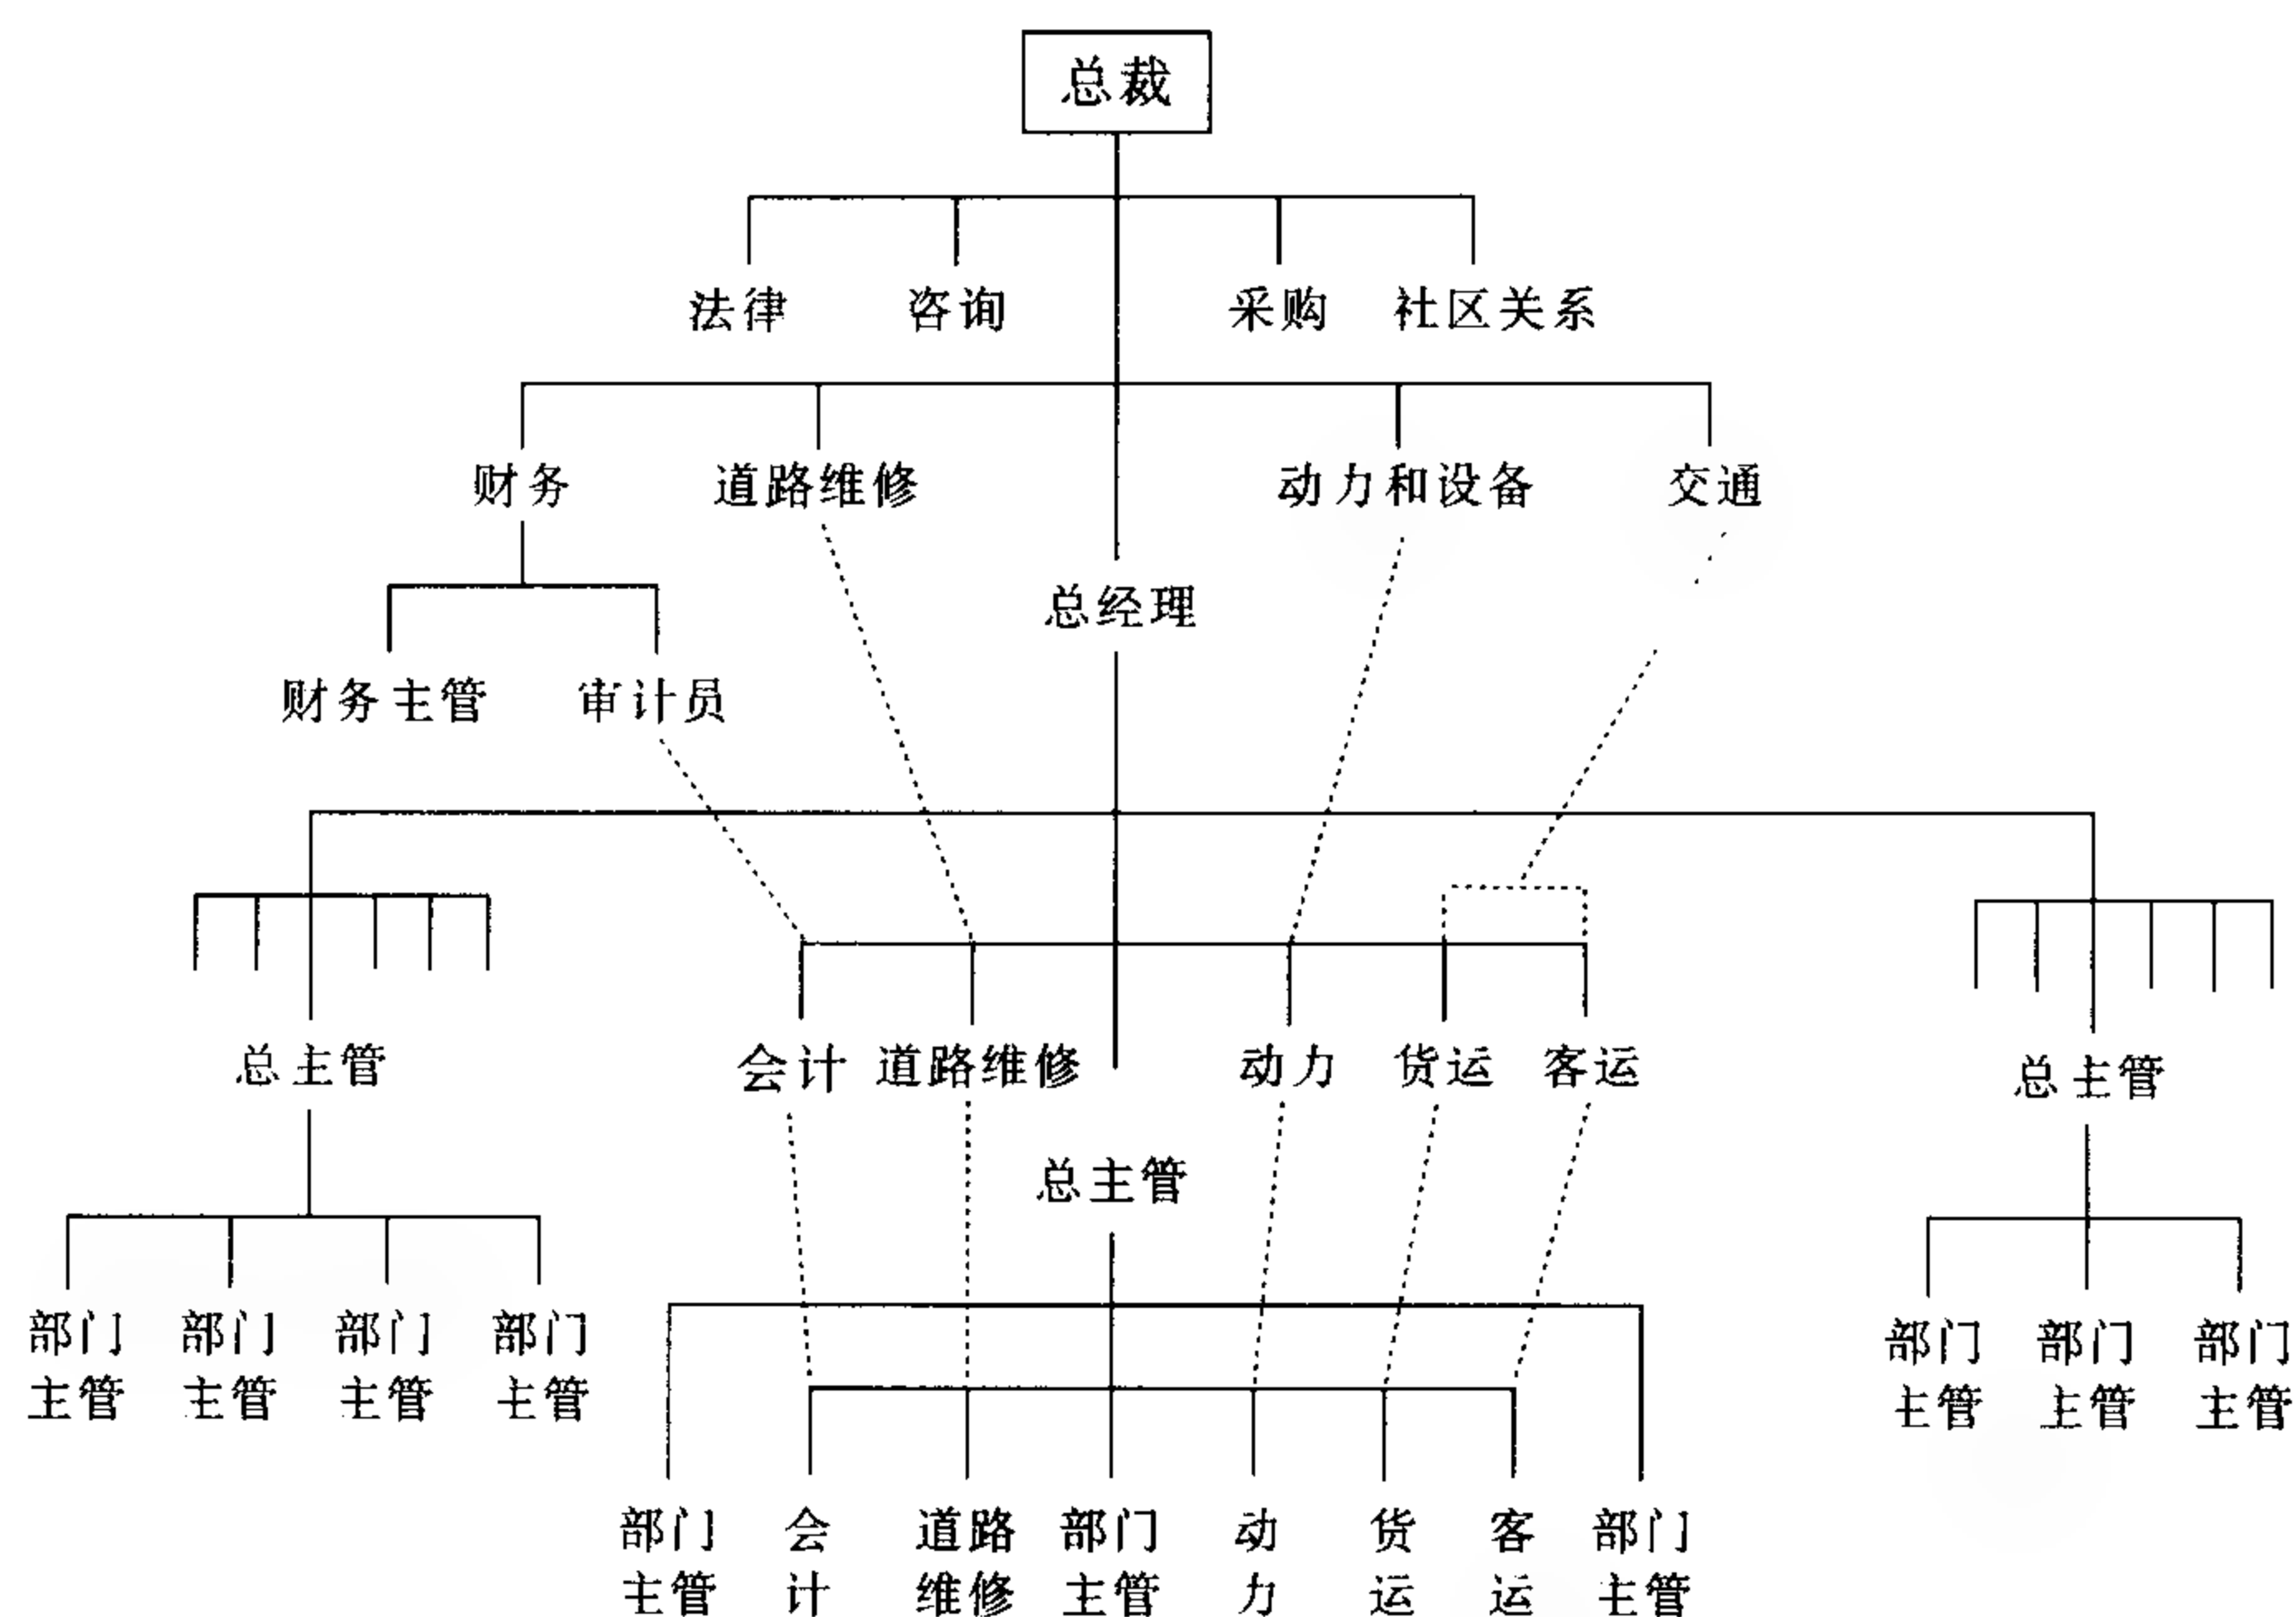 总裁
法律 咨询 采购 社区关系
财务 道路维修 动力和设备 交通
总经理
财务主管 审计员
总主管 会计 道路维修 动力 货运 客运 总主管
总主管
部门 部门 部门 部门 部门 部门 部门
主管 主管 主管 主管 主管 主管 主管
部门 会 道路 部门 动 货 客 部门
主管 计 维修 主管 力 运 运 主管